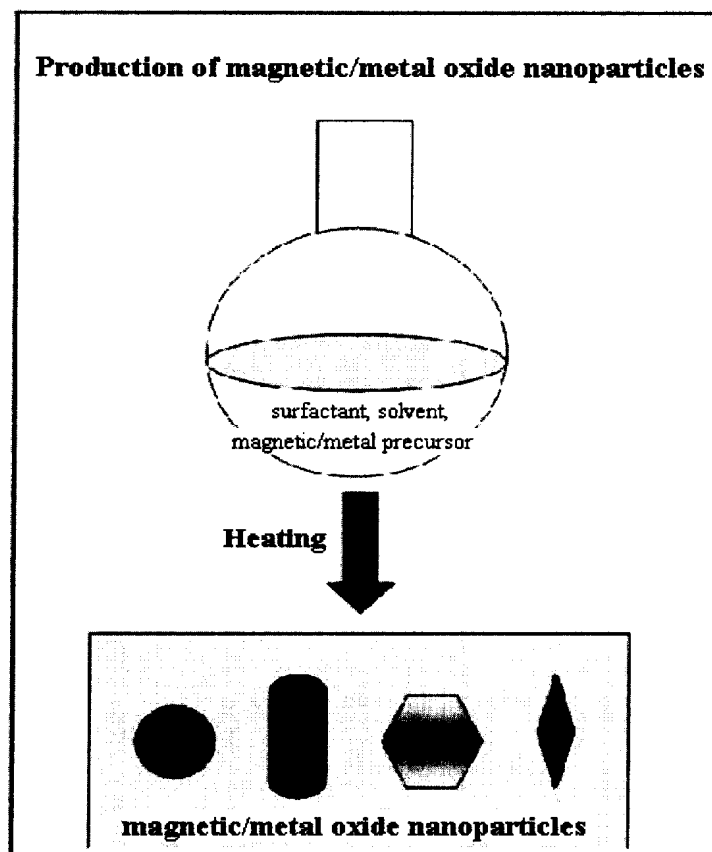 Production of magnetic/metal oxide nanoparticles
surfactant, solvent,
magnetic/metal precursor
Heating
magnetic/metal oxide nanoparticles